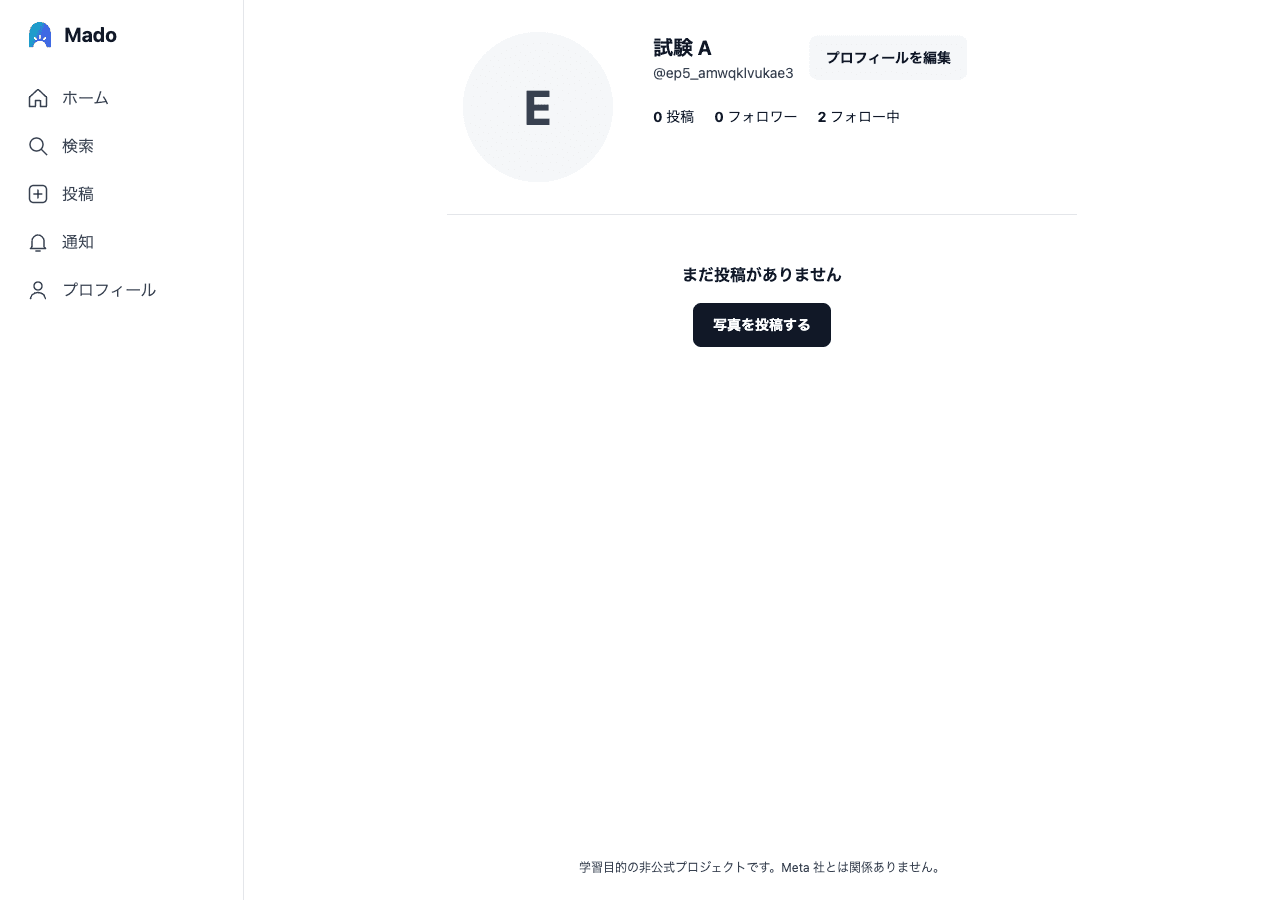 Mado
ホーム
検索
投稿
通知
プロフィール
E
試験 A
@ep5_amwqklvukae3
プロフィールを編集
0 投稿 0 フォロワー 2 フォロー中
まだ投稿がありません
写真を投稿する
学習目的の非公式プロジェクトです。Meta 社とは関係ありません。